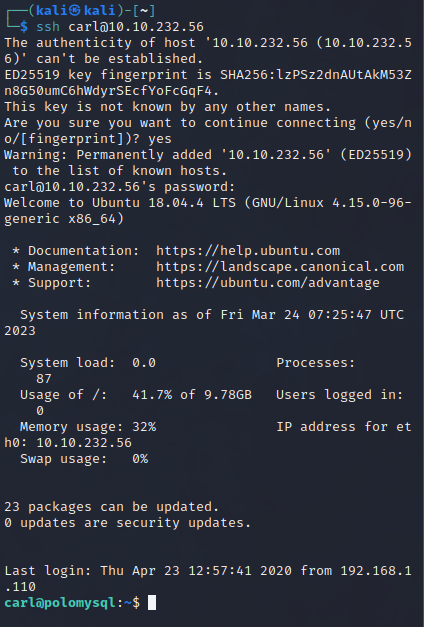 ┌──(kali㉿kali)-[~]
└─$ ssh carl@10.10.232.56
The authenticity of host '10.10.232.56 (10.10.232.5
6)' can't be established.
ED25519 key fingerprint is SHA256:lzPSz2dnAUtAkM53Z
n8G50umC6hWdyrSEcfYoFcGqF4.
This key is not known by any other names.
Are you sure you want to continue connecting (yes/n
o/[fingerprint])? yes
Warning: Permanently added '10.10.232.56' (ED25519)
 to the list of known hosts.
carl@10.10.232.56's password:
Welcome to Ubuntu 18.04.4 LTS (GNU/Linux 4.15.0-96-
generic x86_64)
 * Documentation:  https://help.ubuntu.com
 * Management:     https://landscape.canonical.com
 * Support:        https://ubuntu.com/advantage
  System information as of Fri Mar 24 07:25:47 UTC
2023
  System load:  0.0               Processes:
    87
  Usage of /:   41.7% of 9.78GB   Users logged in:
    0
  Memory usage: 32%               IP address for et
h0: 10.10.232.56
  Swap usage:   0%
23 packages can be updated.
0 updates are security updates.
Last login: Thu Apr 23 12:57:41 2020 from 192.168.1
.110
carl@polomysql:~$